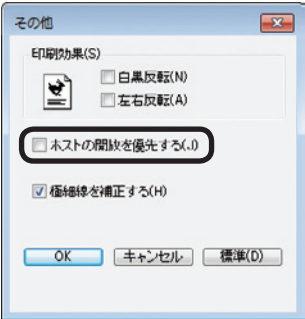 その他
印刷効果(S)
白黒反転(N)
左右反転(A)
ホストの開放を優先する(J)
極細線を補正する(H)
OK キャンセル 標準(D)